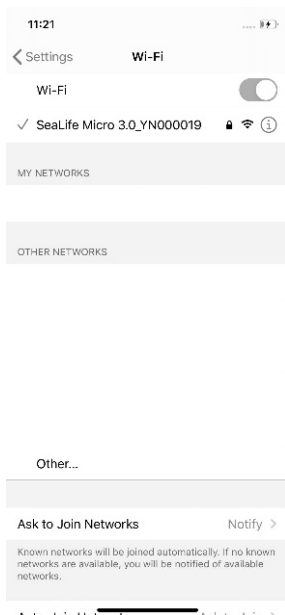 11:21
Settings
Wi-Fi
Wi-Fi
SeaLife Micro 3.0_YN000019
MY NETWORKS
OTHER NETWORKS
Other...
Ask to Join Networks
Notify
Known networks will be joined automatically. If no known
networks are available, you will be notified of available
networks.